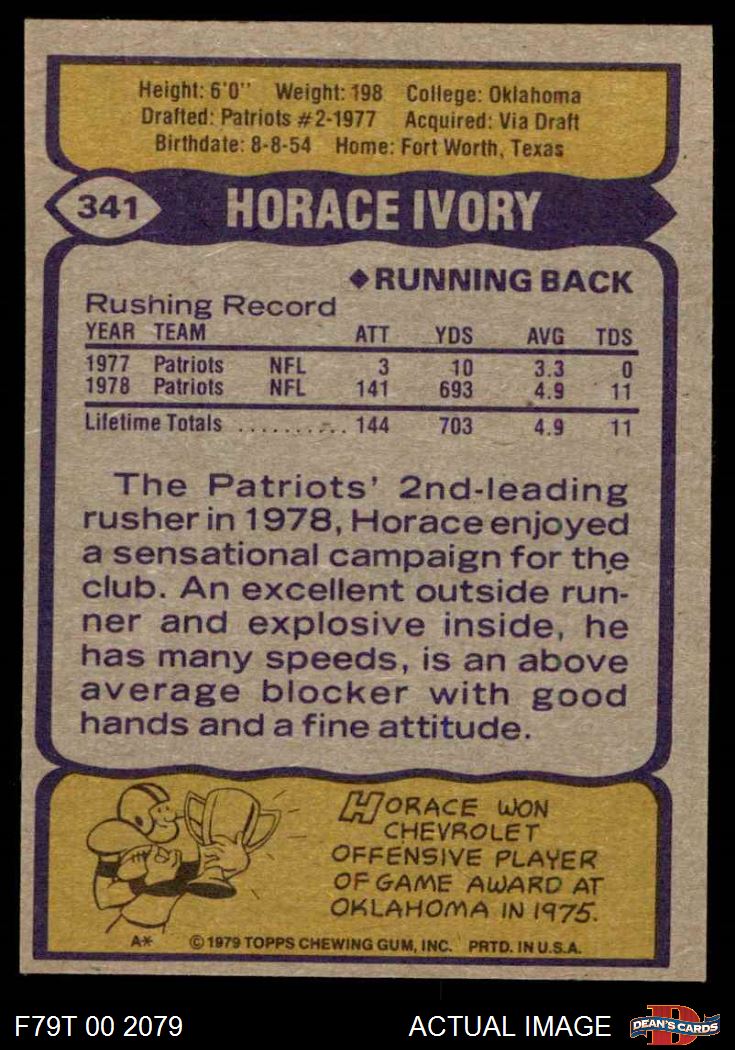 Height: 6'0" Weight: 198 College: Oklahoma
Drafted: Patriots #2-1977 Acquired: Via Draft
Birthdate: 8-8-54 Home: Fort Worth, Texas
341 HORACE IVORY
◆RUNNING BACK
Rushing Record
YEAR TEAM ATT YDS AVG TDS
1977 Patriots NFL 3 10 3.3 0
1978 Patriots NFL 141 693 4.9 11
Lifetime Totals .......... 144 703 4.9 11
The Patriots' 2nd-leading
rusher in 1978, Horace enjoyed
a sensational campaign for the
club. An excellent outside run-
ner and explosive inside, he
has many speeds, is an above
average blocker with good
hands and a fine attitude.
HORACE WON
CHEVROLET
OFFENSIVE PLAYER
OF GAME AWARD AT
OKLAHOMA IN 1975.
A* © 1979 TOPPS CHEWING GUM, INC. PRTD. IN U.S.A.
F79T 00 2079 ACTUAL IMAGE D DEAN'S CARDS